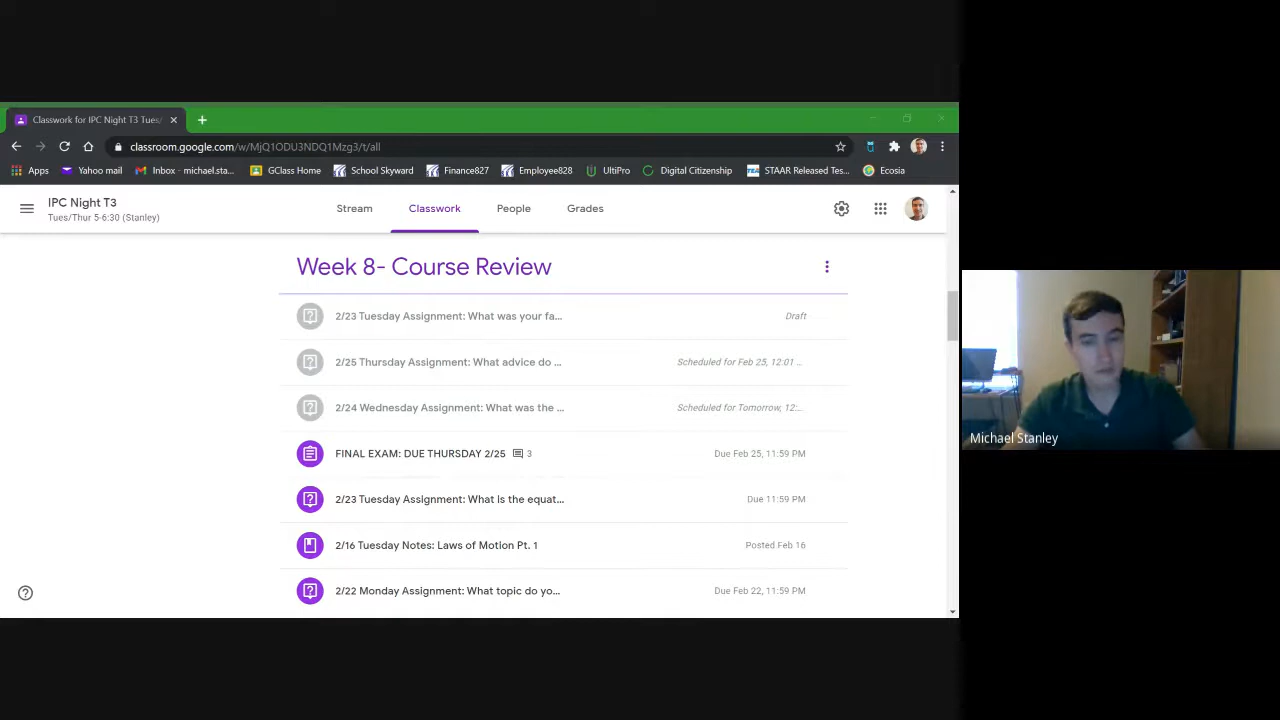 Classwork for IPC Night T3 Tues/
classroom.google.com/w/MjQ1ODU3NDQ1Mzg3/t/all
Apps Yahoo mail Inbox - michael.sta... GClass Home School Skyward Finance827 Employee828 UltiPro Digital Citizenship STAAR Released Tes... Ecosia
IPC Night T3
Tues/Thur 5-6:30 (Stanley)
Stream Classwork People Grades
Week 8- Course Review
2/23 Tuesday Assignment: What was your fa... Draft
2/25 Thursday Assignment: What advice do ... Scheduled for Feb 25, 12:01 ...
2/24 Wednesday Assignment: What was the ... Scheduled for Tomorrow, 12:...
FINAL EXAM: DUE THURSDAY 2/25 3 Due Feb 25, 11:59 PM
2/23 Tuesday Assignment: What is the equat... Due 11:59 PM
2/16 Tuesday Notes: Laws of Motion Pt. 1 Posted Feb 16
2/22 Monday Assignment: What topic do yo... Due Feb 22, 11:59 PM
Michael Stanley